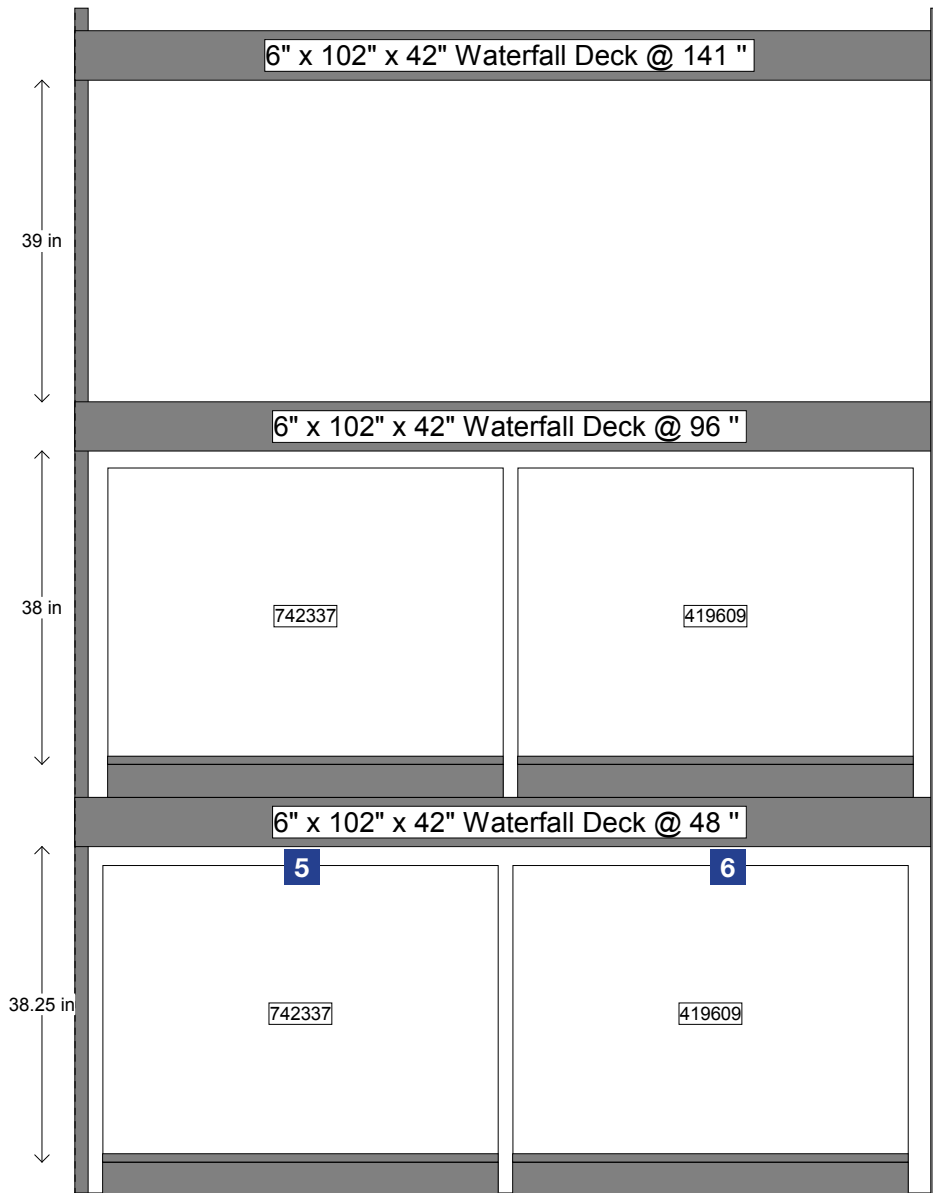 6" x 102" x 42" Waterfall Deck @ 141 "
39 in
6" x 102" x 42" Waterfall Deck @ 96 "
38 in
742337
419609
6" x 102" x 42" Waterfall Deck @ 48 "
5
6
38.25 in
742337
419609